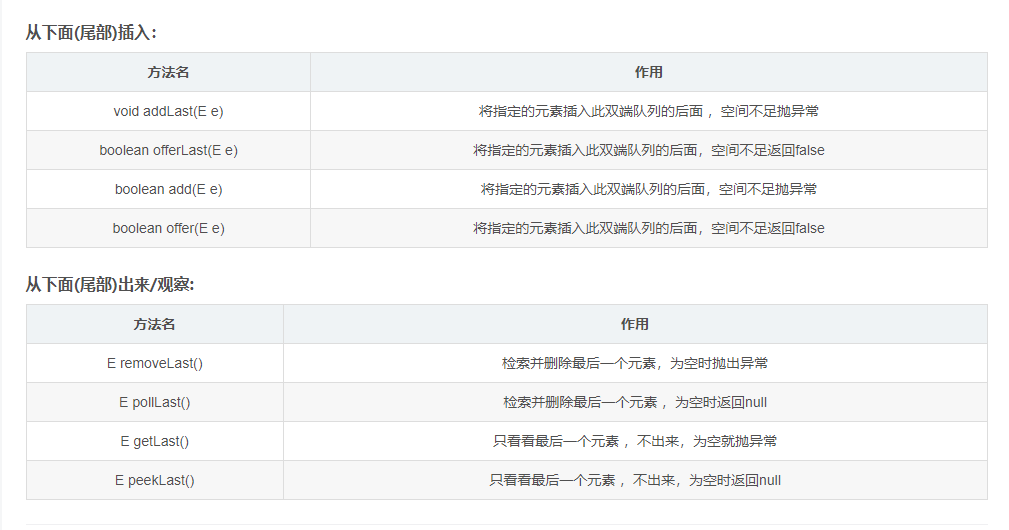 从下面(尾部)插入：
方法名 作用
void addLast(E e) 将指定的元素插入此双端队列的后面 ，空间不足抛异常
boolean offerLast(E e) 将指定的元素插入此双端队列的后面，空间不足返回false
boolean add(E e) 将指定的元素插入此双端队列的后面，空间不足抛异常
boolean offer(E e) 将指定的元素插入此双端队列的后面，空间不足返回false
从下面(尾部)出来/观察:
方法名 作用
E removeLast() 检索并删除最后一个元素，为空时抛出异常
E pollLast() 检索并删除最后一个元素 ，为空时返回null
E getLast() 只看看最后一个元素 ，不出来，为空就抛异常
E peekLast() 只看看最后一个元素 ，不出来，为空时返回null